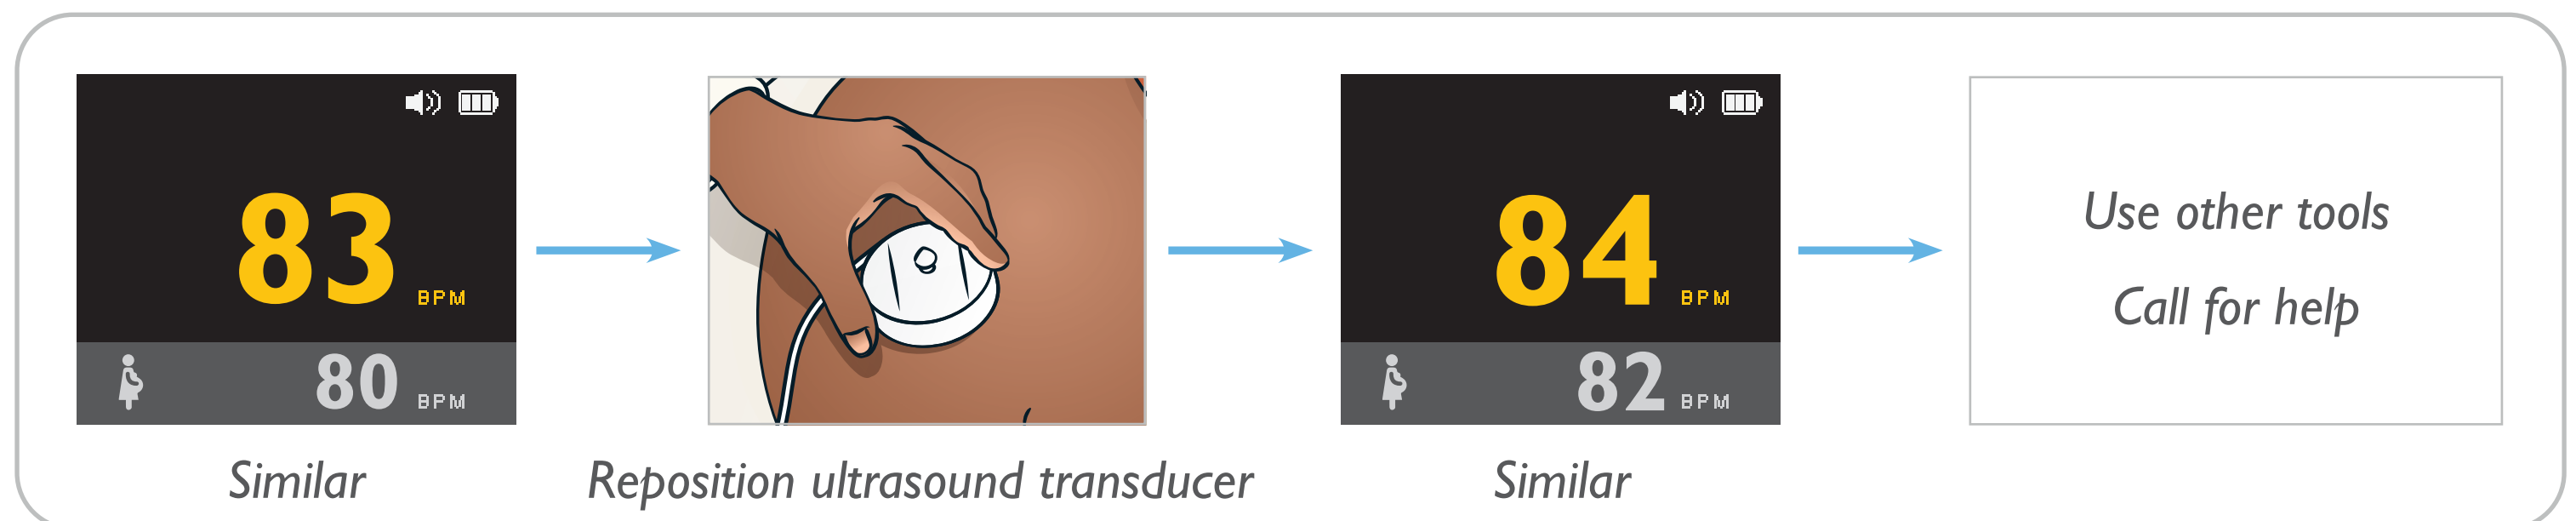 83 BPM
80 BPM
Similar
Reposition ultrasound transducer
84 BPM
82 BPM
Similar
Use other tools
Call for help